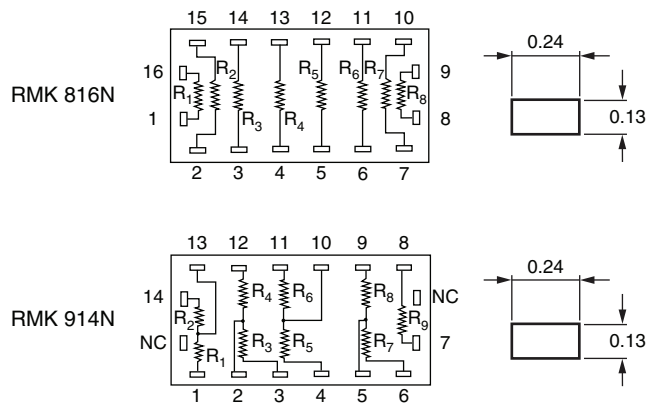 15 14 13 12 11 10
0.24
16 R2 R5 R6 R7 9
RMK 816N
R1 R3 R4 R8
0.13
1 8
2 3 4 5 6 7
13 12 11 10 9 8
0.24
14 R4 R6 R8 NC
RMK 914N
R2 R9
NC R3 R5 R7 7
R1
0.13
1 2 3 4 5 6